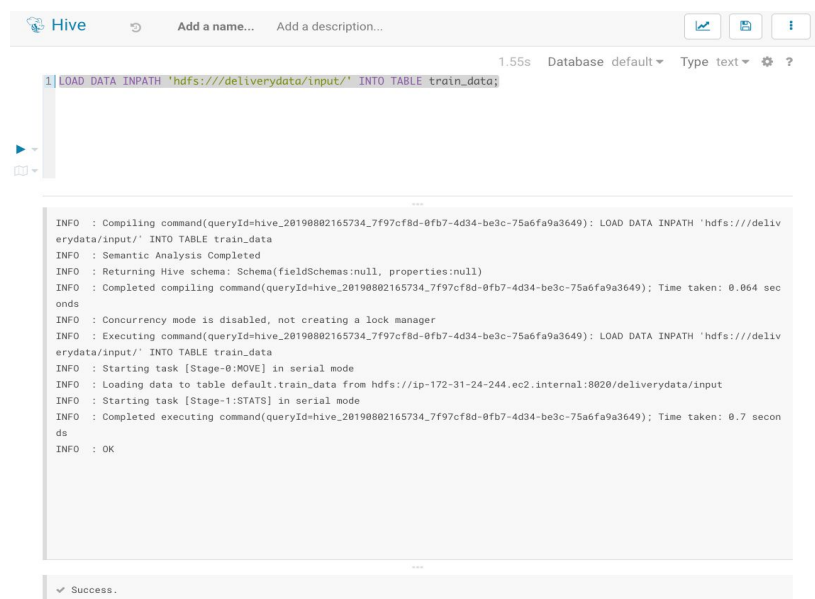 Hive Add a name... Add a description...
1.55s Database default Type text ?
1 LOAD DATA INPATH 'hdfs:///deliverydata/input/' INTO TABLE train_data;
INFO : Compiling command(queryId=hive_20190802165734_7f97cf8d-0fb7-4d34-be3c-75a6fa9a3649): LOAD DATA INPATH 'hdfs:///deliv
erydata/input/' INTO TABLE train_data
INFO : Semantic Analysis Completed
INFO : Returning Hive schema: Schema(fieldSchemas:null, properties:null)
INFO : Completed compiling command(queryId=hive_20190802165734_7f97cf8d-0fb7-4d34-be3c-75a6fa9a3649); Time taken: 0.064 sec
onds
INFO : Concurrency mode is disabled, not creating a lock manager
INFO : Executing command(queryId=hive_20190802165734_7f97cf8d-0fb7-4d34-be3c-75a6fa9a3649): LOAD DATA INPATH 'hdfs:///deliv
erydata/input/' INTO TABLE train_data
INFO : Starting task [Stage-0:MOVE] in serial mode
INFO : Loading data to table default.train_data from hdfs://ip-172-31-24-244.ec2.internal:8020/deliverydata/input
INFO : Starting task [Stage-1:STATS] in serial mode
INFO : Completed executing command(queryId=hive_20190802165734_7f97cf8d-0fb7-4d34-be3c-75a6fa9a3649); Time taken: 0.7 secon
ds
INFO : OK
Success.